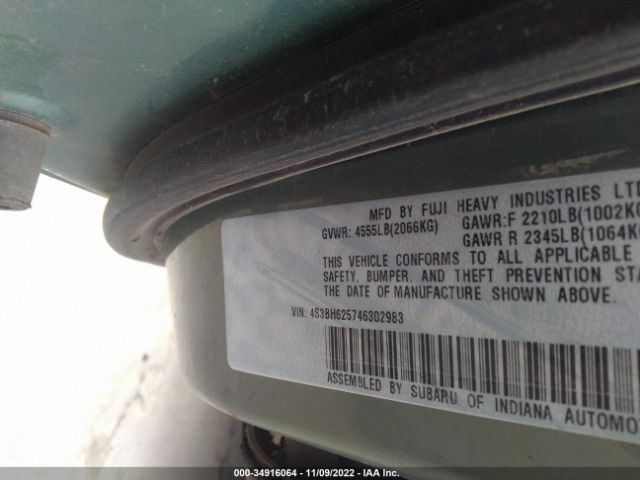 MFD BY FUJI HEAVY INDUSTRIES LTD
GVWR: 4555LB(2066KG) GAWR:F 2210LB(1002KG
GAWR R 2345LB(1064KG
THIS VEHICLE CONFORMS TO ALL APPLICABLE
SAFETY, BUMPER, AND THEFT PREVENTION STAN
THE DATE OF MANUFACTURE SHOWN ABOVE.
VIN: 4S3BH625746302983
ASSEMBLED BY SUBARU OF INDIANA AUTOMO
000-34916064 - 11/09/2022 - IAA Inc.